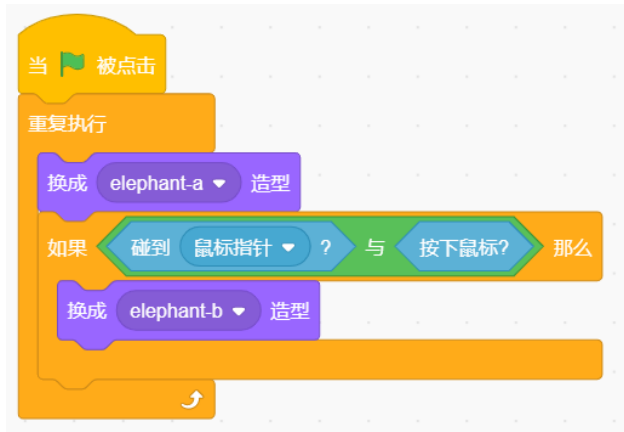 当 被点击
重复执行
换成 elephant-a 造型
如果 碰到 鼠标指针 ? 与 按下鼠标? 那么
换成 elephant-b 造型